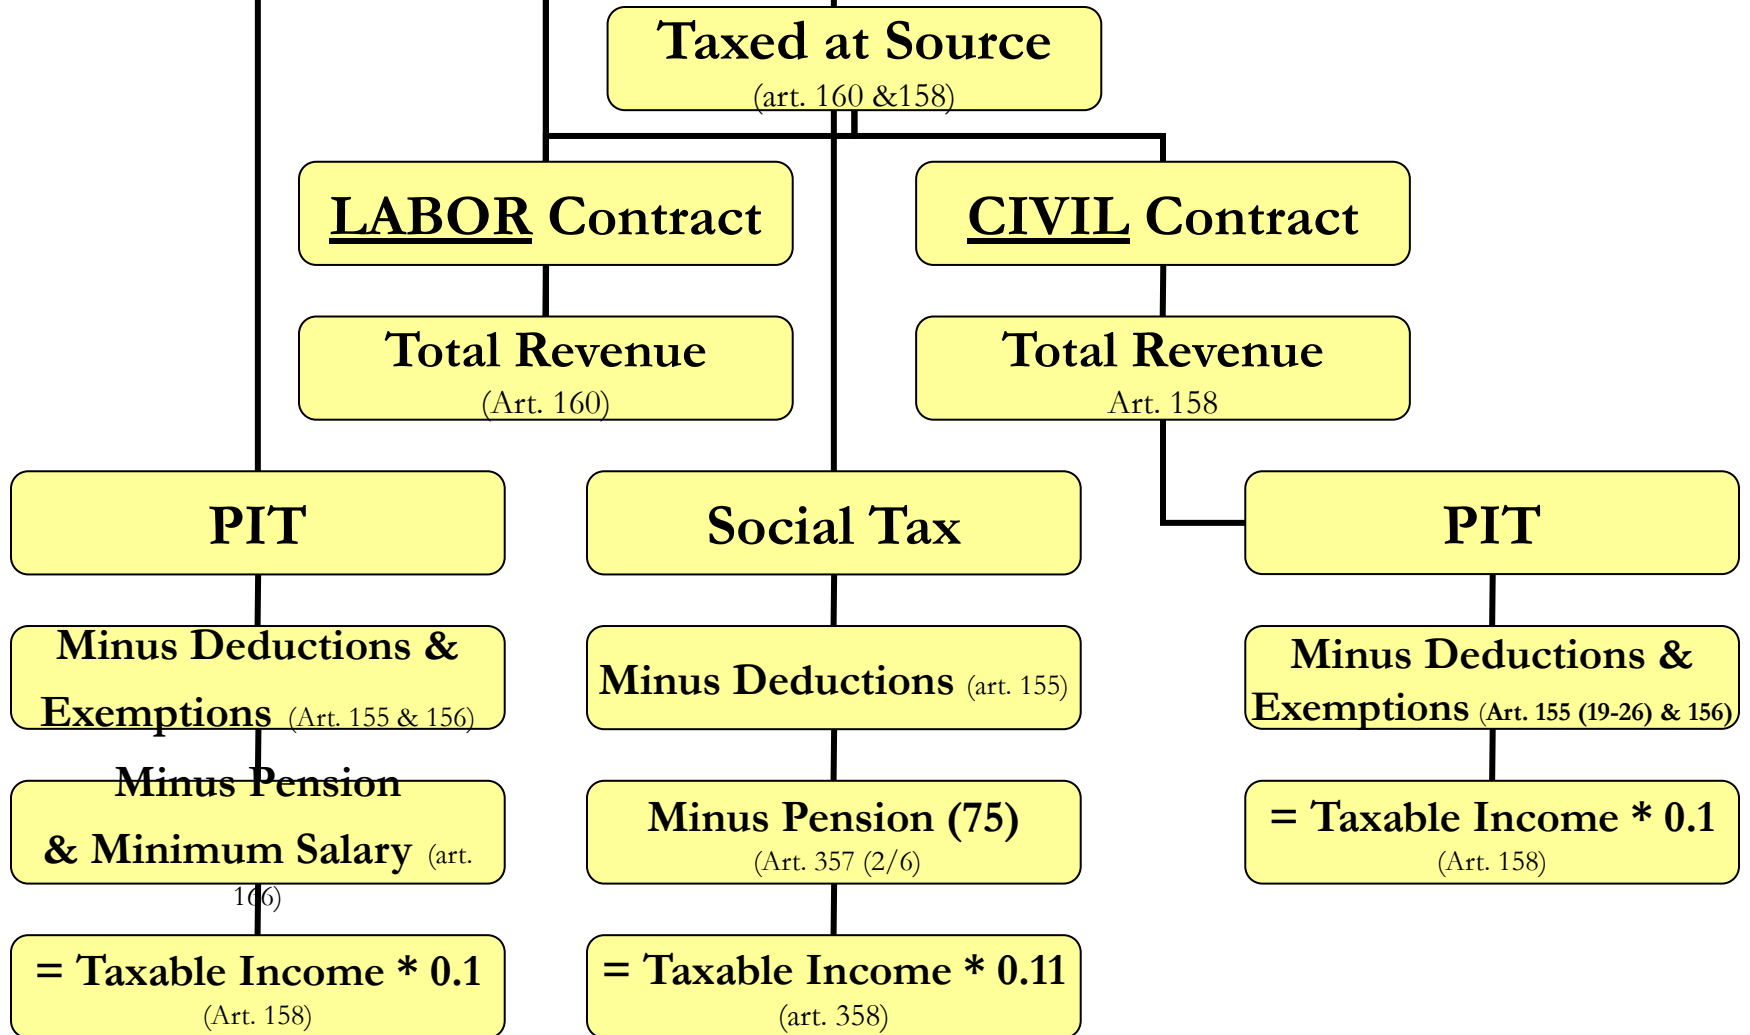 Taxed at Source
(art. 160 &158)
LABOR Contract
CIVIL Contract
Total Revenue
(Art. 160)
Total Revenue
Art. 158
PIT
Social Tax
PIT
Minus Deductions &
Exemptions (Art. 155 & 156)
Minus Deductions (art. 155)
Minus Deductions &
Exemptions (Art. 155 (19-26) & 156)
Minus Pension
& Minimum Salary (art.
166)
Minus Pension (75)
(Art. 357 (2/6)
= Taxable Income * 0.1
(Art. 158)
= Taxable Income * 0.1
(Art. 158)
= Taxable Income * 0.11
(art. 358)